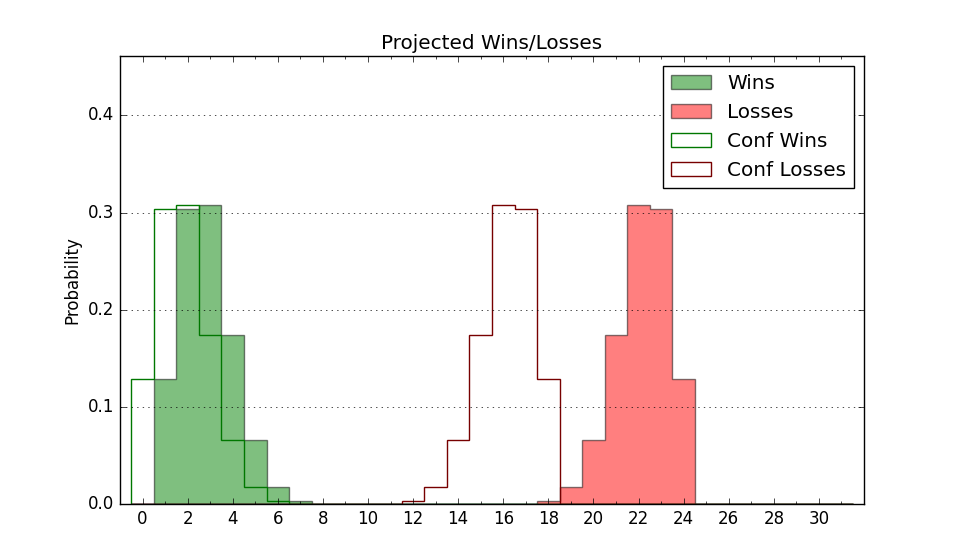 Projected Wins/Losses
Wins
Losses
Conf Wins
Conf Losses
Probability
0.4
0.3
0.2
0.1
0.0
0 2 4 6 8 10 12 14 16 18 20 22 24 26 28 30